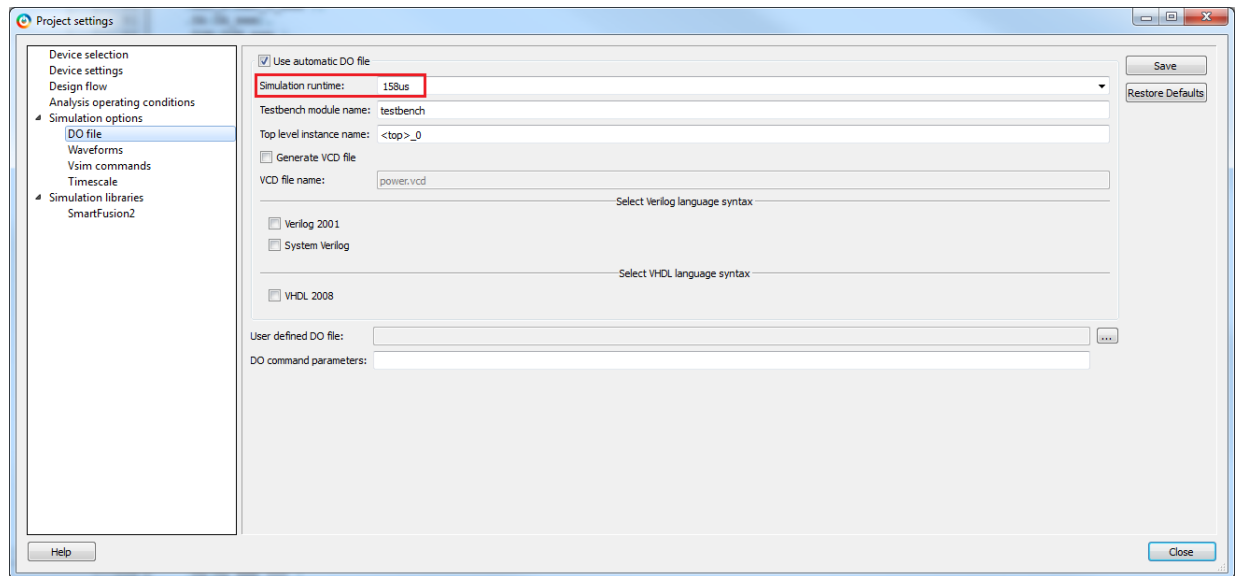 Project settings
Device selection
Device settings
Design flow
Analysis operating conditions
Simulation options
DO file
Waveforms
Vsim commands
Timescale
Simulation libraries
SmartFusion2
Use automatic DO file
Simulation runtime: 158us
Testbench module name: testbench
Top level instance name: <top>_0
Generate VCD file
VCD file name: power.vcd
Select Verilog language syntax
Verilog 2001
System Verilog
Select VHDL language syntax
VHDL 2008
User defined DO file: ...
DO command parameters:
Save
Restore Defaults
Help
Close